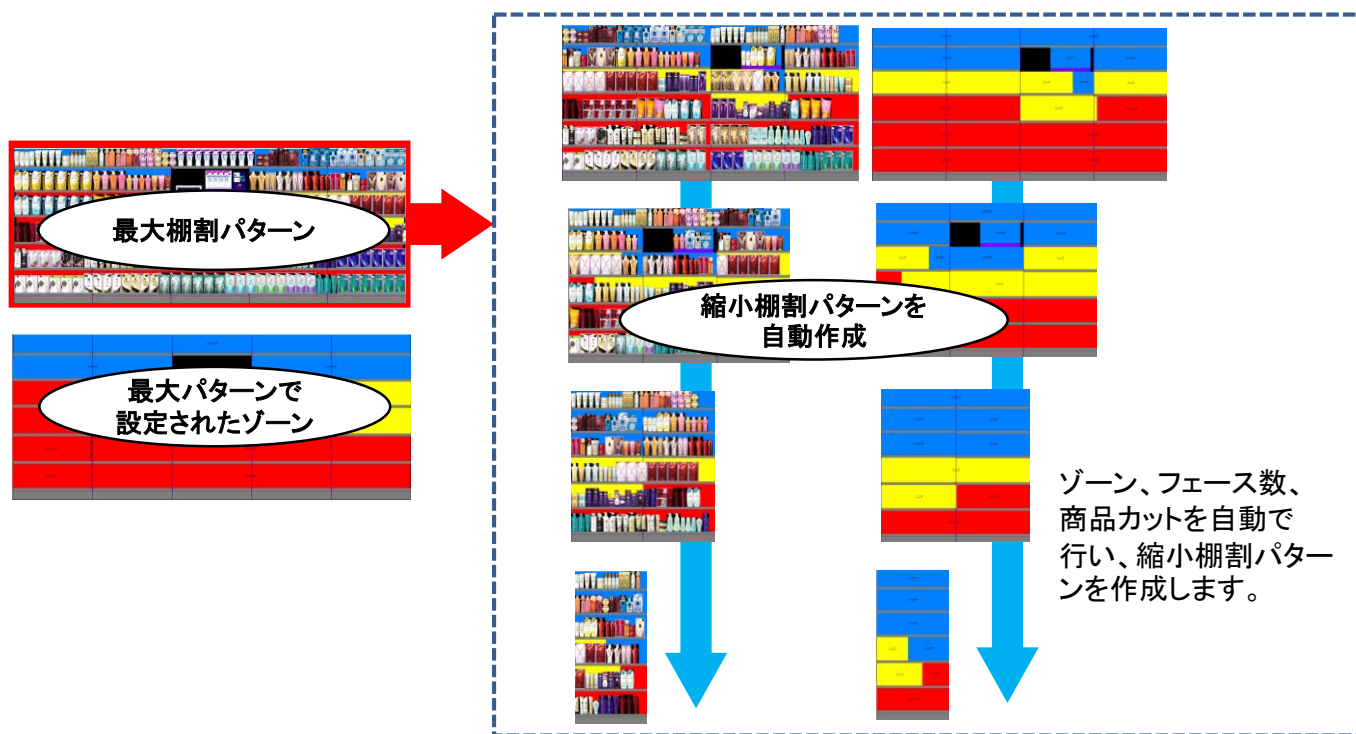 最大棚割パターン
最大パターンで
設定されたゾーン
縮小棚割パターンを
自動作成
ゾーン、フェース数、
商品カットを自動で
行い、縮小棚割パター
ンを作成します。